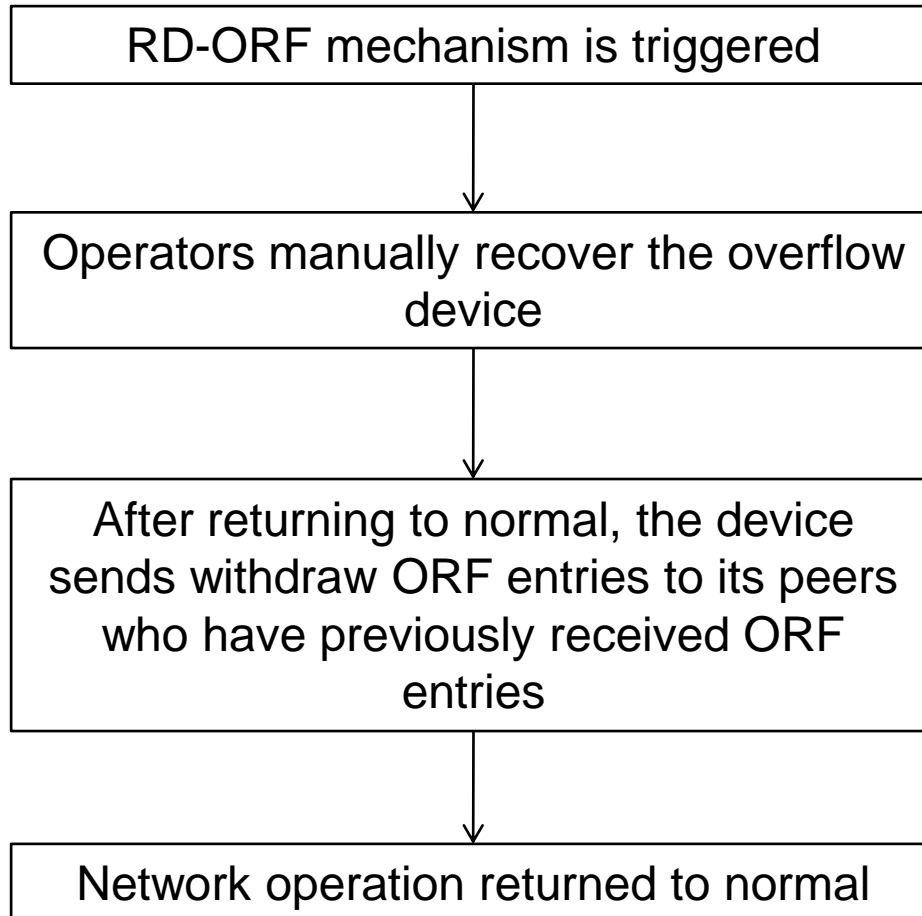 RD-ORF mechanism is triggered
Operators manually recover the overflow
device
After returning to normal, the device
sends withdraw ORF entries to its peers
who have previously received ORF
entries
Network operation returned to normal